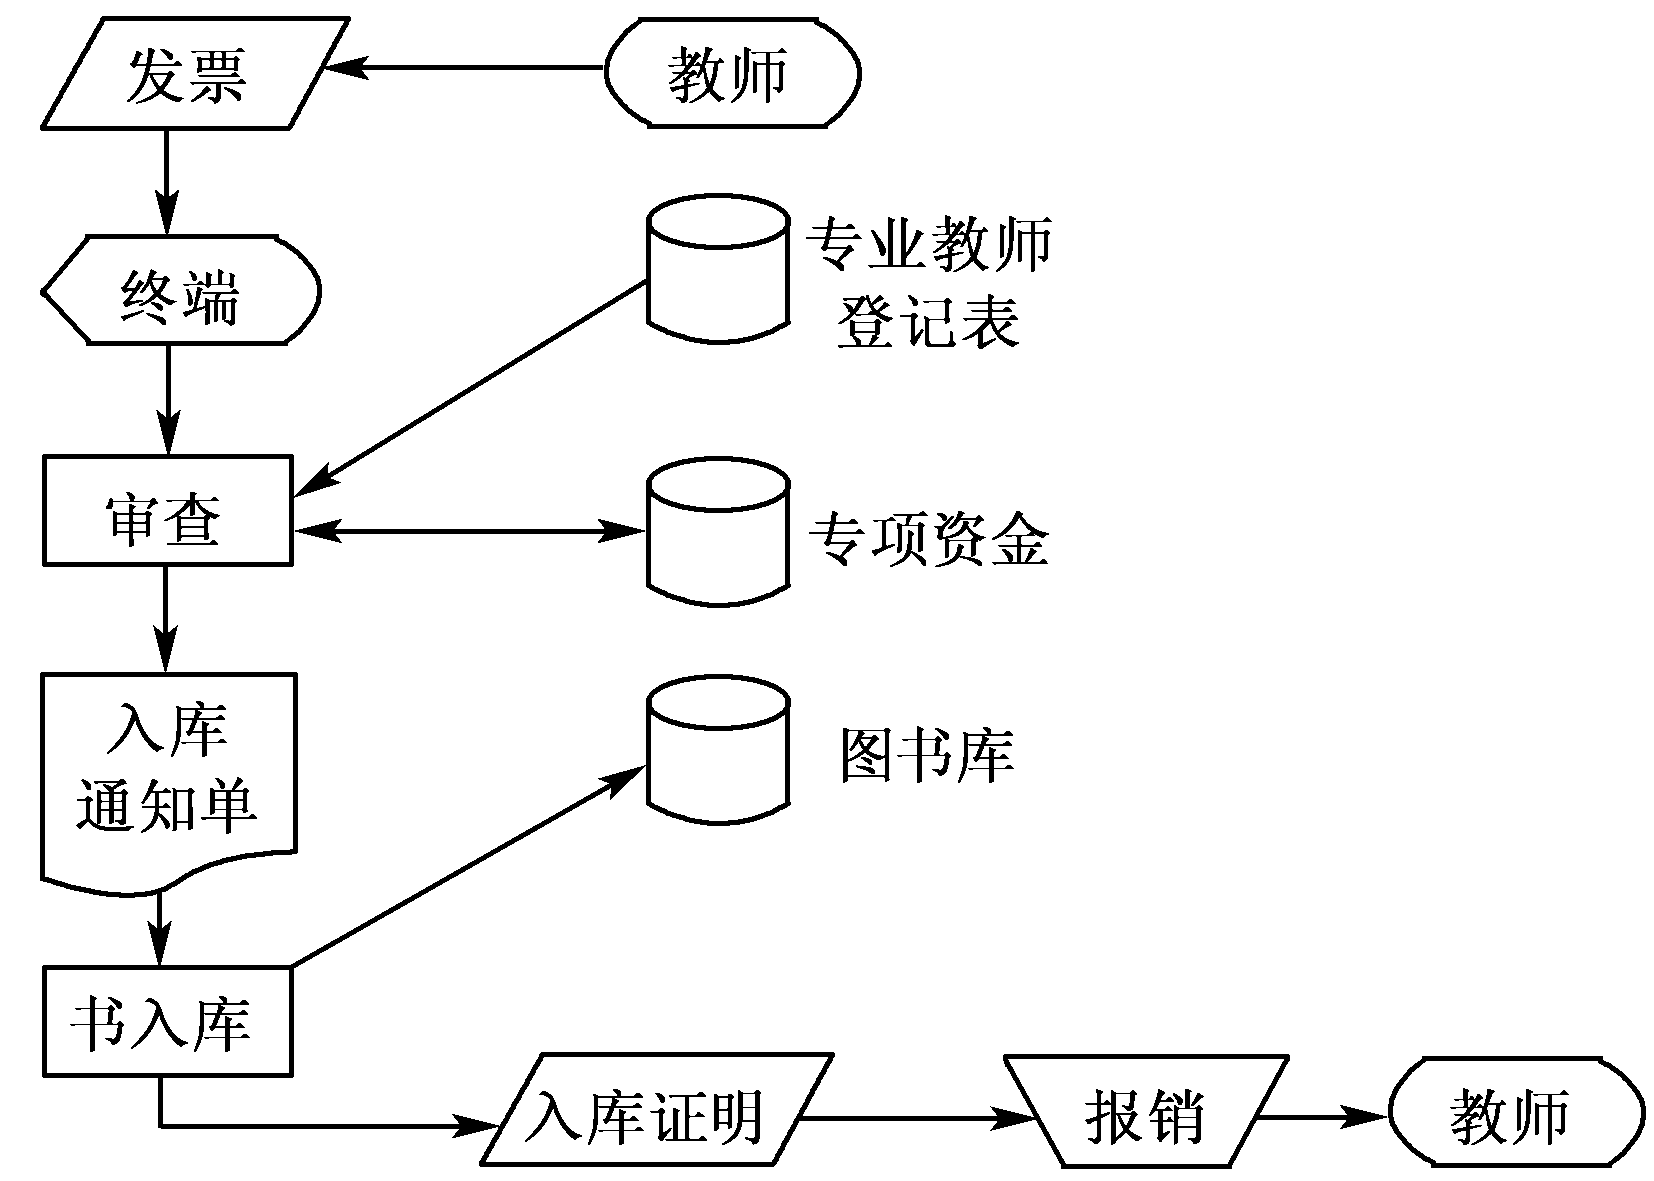 发票
教师
终端
专业教师
登记表
审查
专项资金
入库
通知单
图书库
书入库
入库证明
报销
教师